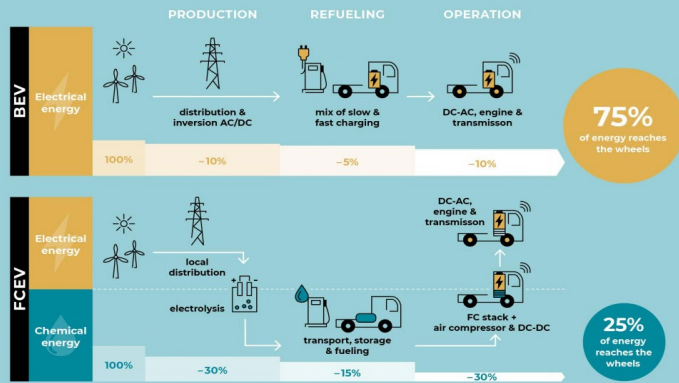 PRODUCTION
REFUELING
OPERATION
BEV
Electrical
energy
distribution &
inversion AC/DC
mix of slow &
fast charging
DC-AC, engine &
transmisson
100%
-10%
-5%
-10%
75%
of energy reaches
the wheels
FCEV
Electrical
energy
Chemical
energy
local
distribution
+ -
electrolysis
transport, storage
& fueling
DC-AC,
engine &
transmisson
FC stack +
air compressor & DC-DC
100%
-30%
-15%
-30%
25%
of energy
reaches the
wheels